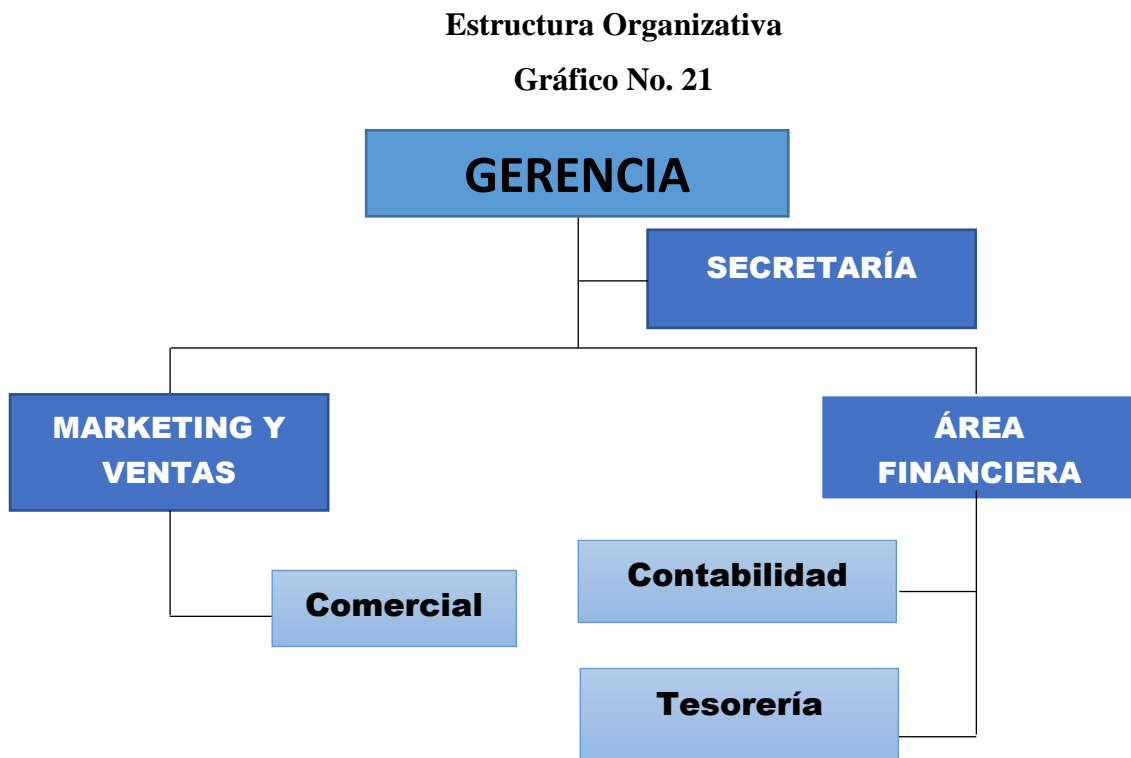 Estructura Organizativa
Gráfico No. 21
GERENCIA
SECRETARÍA
MARKETING Y
VENTAS
ÁREA
FINANCIERA
Comercial
Contabilidad
Tesorería